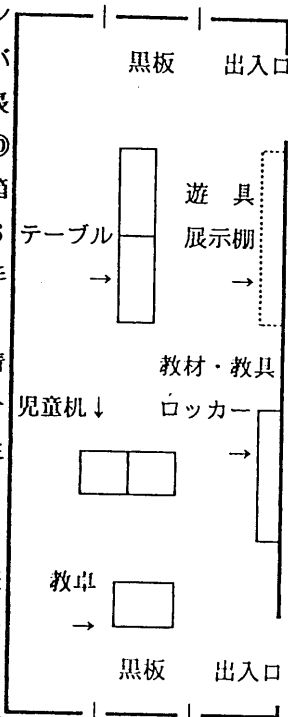 黒板 出入口
遊具
テーブル 展示棚
→ →
教材・教具
児童机↓ ロッカー
→
教卓
→
黒板 出入口